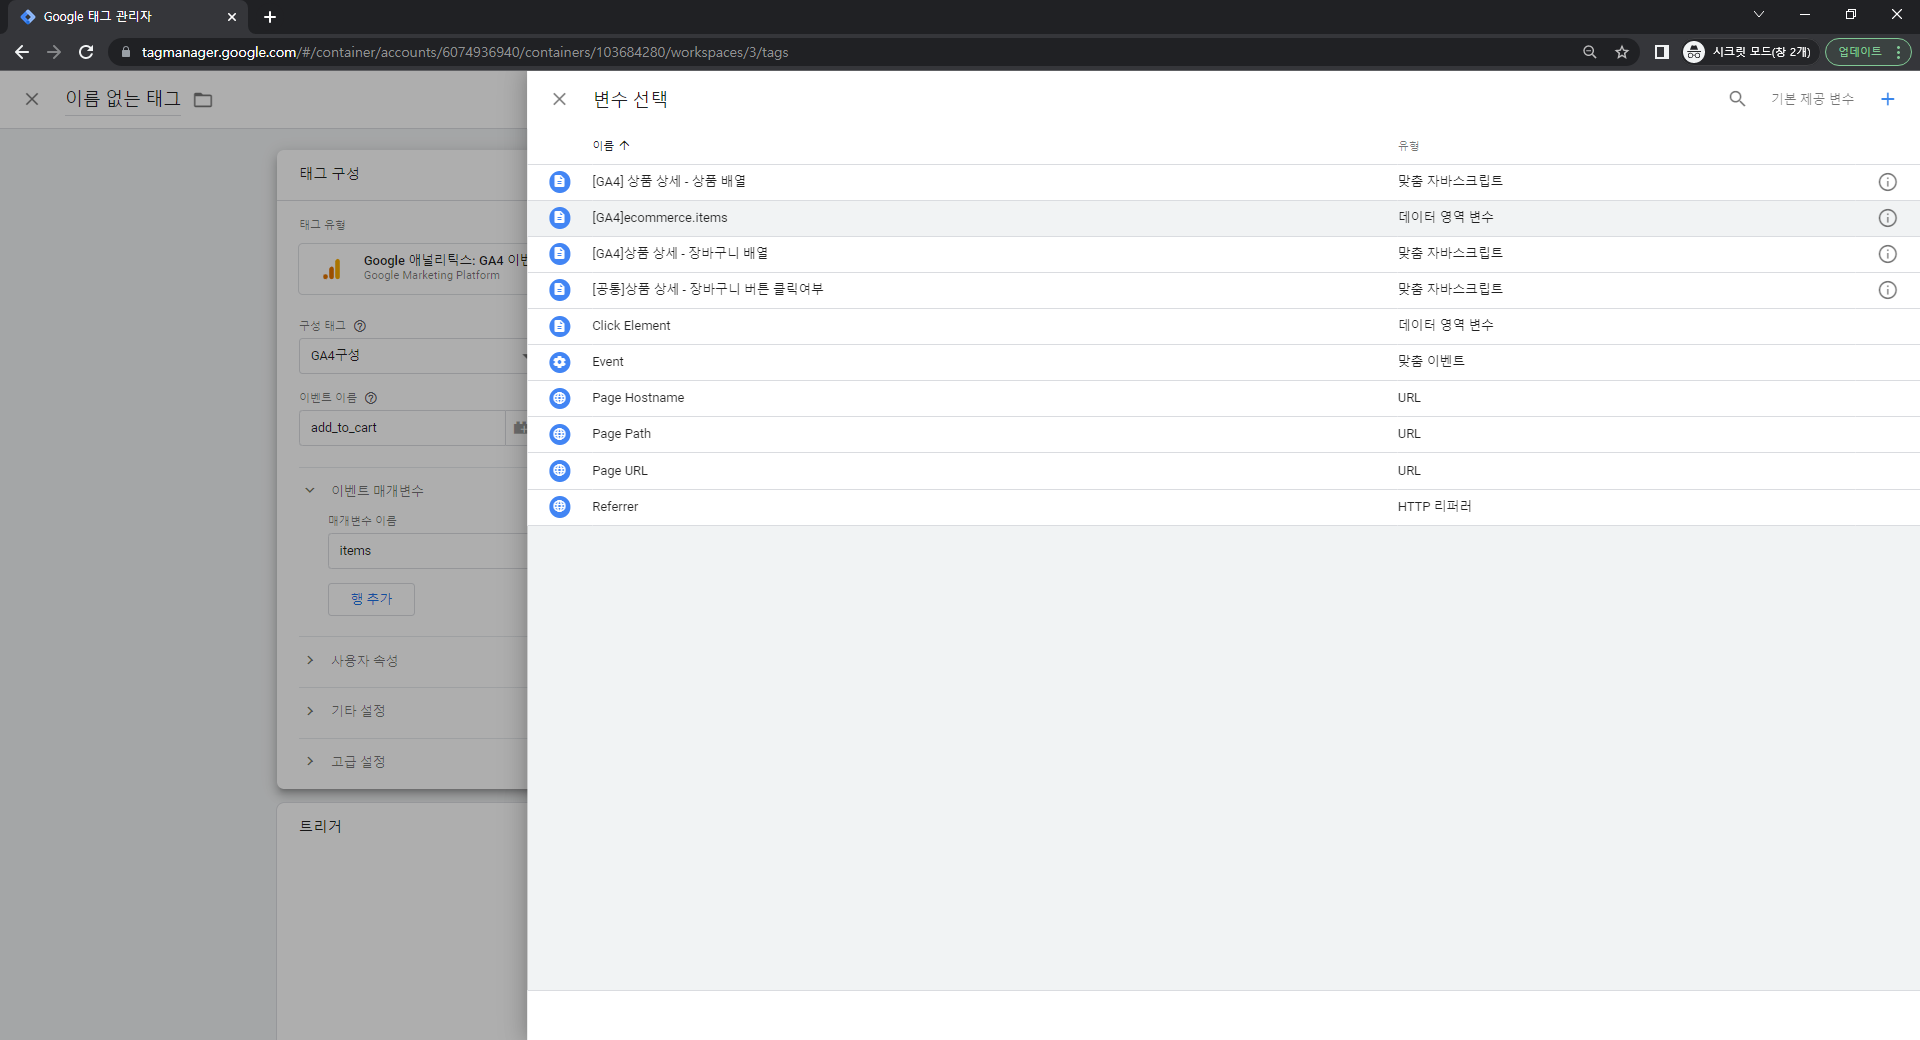 Google 태그 관리자
tagmanager.google.com/#/container/accounts/6074936940/containers/103684280/workspaces/3/tags
시크릿 모드(창 2개)
업데이트
이름 없는 태그
태그 구성
태그 유형
Google 애널리틱스: GA4 이벤
Google Marketing Platform
구성 태그
GA4구성
이벤트 이름
add_to_cart
이벤트 매개변수
매개변수 이름
items
행 추가
사용자 속성
기타 설정
고급 설정
트리거
변수 선택
기본 제공 변수
이름 유형
[GA4] 상품 상세 - 상품 배열 맞춤 자바스크립트
[GA4]ecommerce.items 데이터 영역 변수
[GA4]상품 상세 - 장바구니 배열 맞춤 자바스크립트
[공통]상품 상세 - 장바구니 버튼 클릭여부 맞춤 자바스크립트
Click Element 데이터 영역 변수
Event 맞춤 이벤트
Page Hostname URL
Page Path URL
Page URL URL
Referrer HTTP 리퍼러